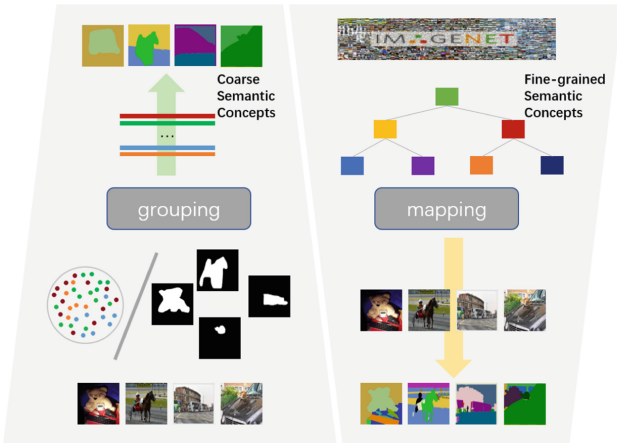 Coarse
Semantic
Concepts
...
grouping
IMAGENET
Fine-grained
Semantic
Concepts
mapping